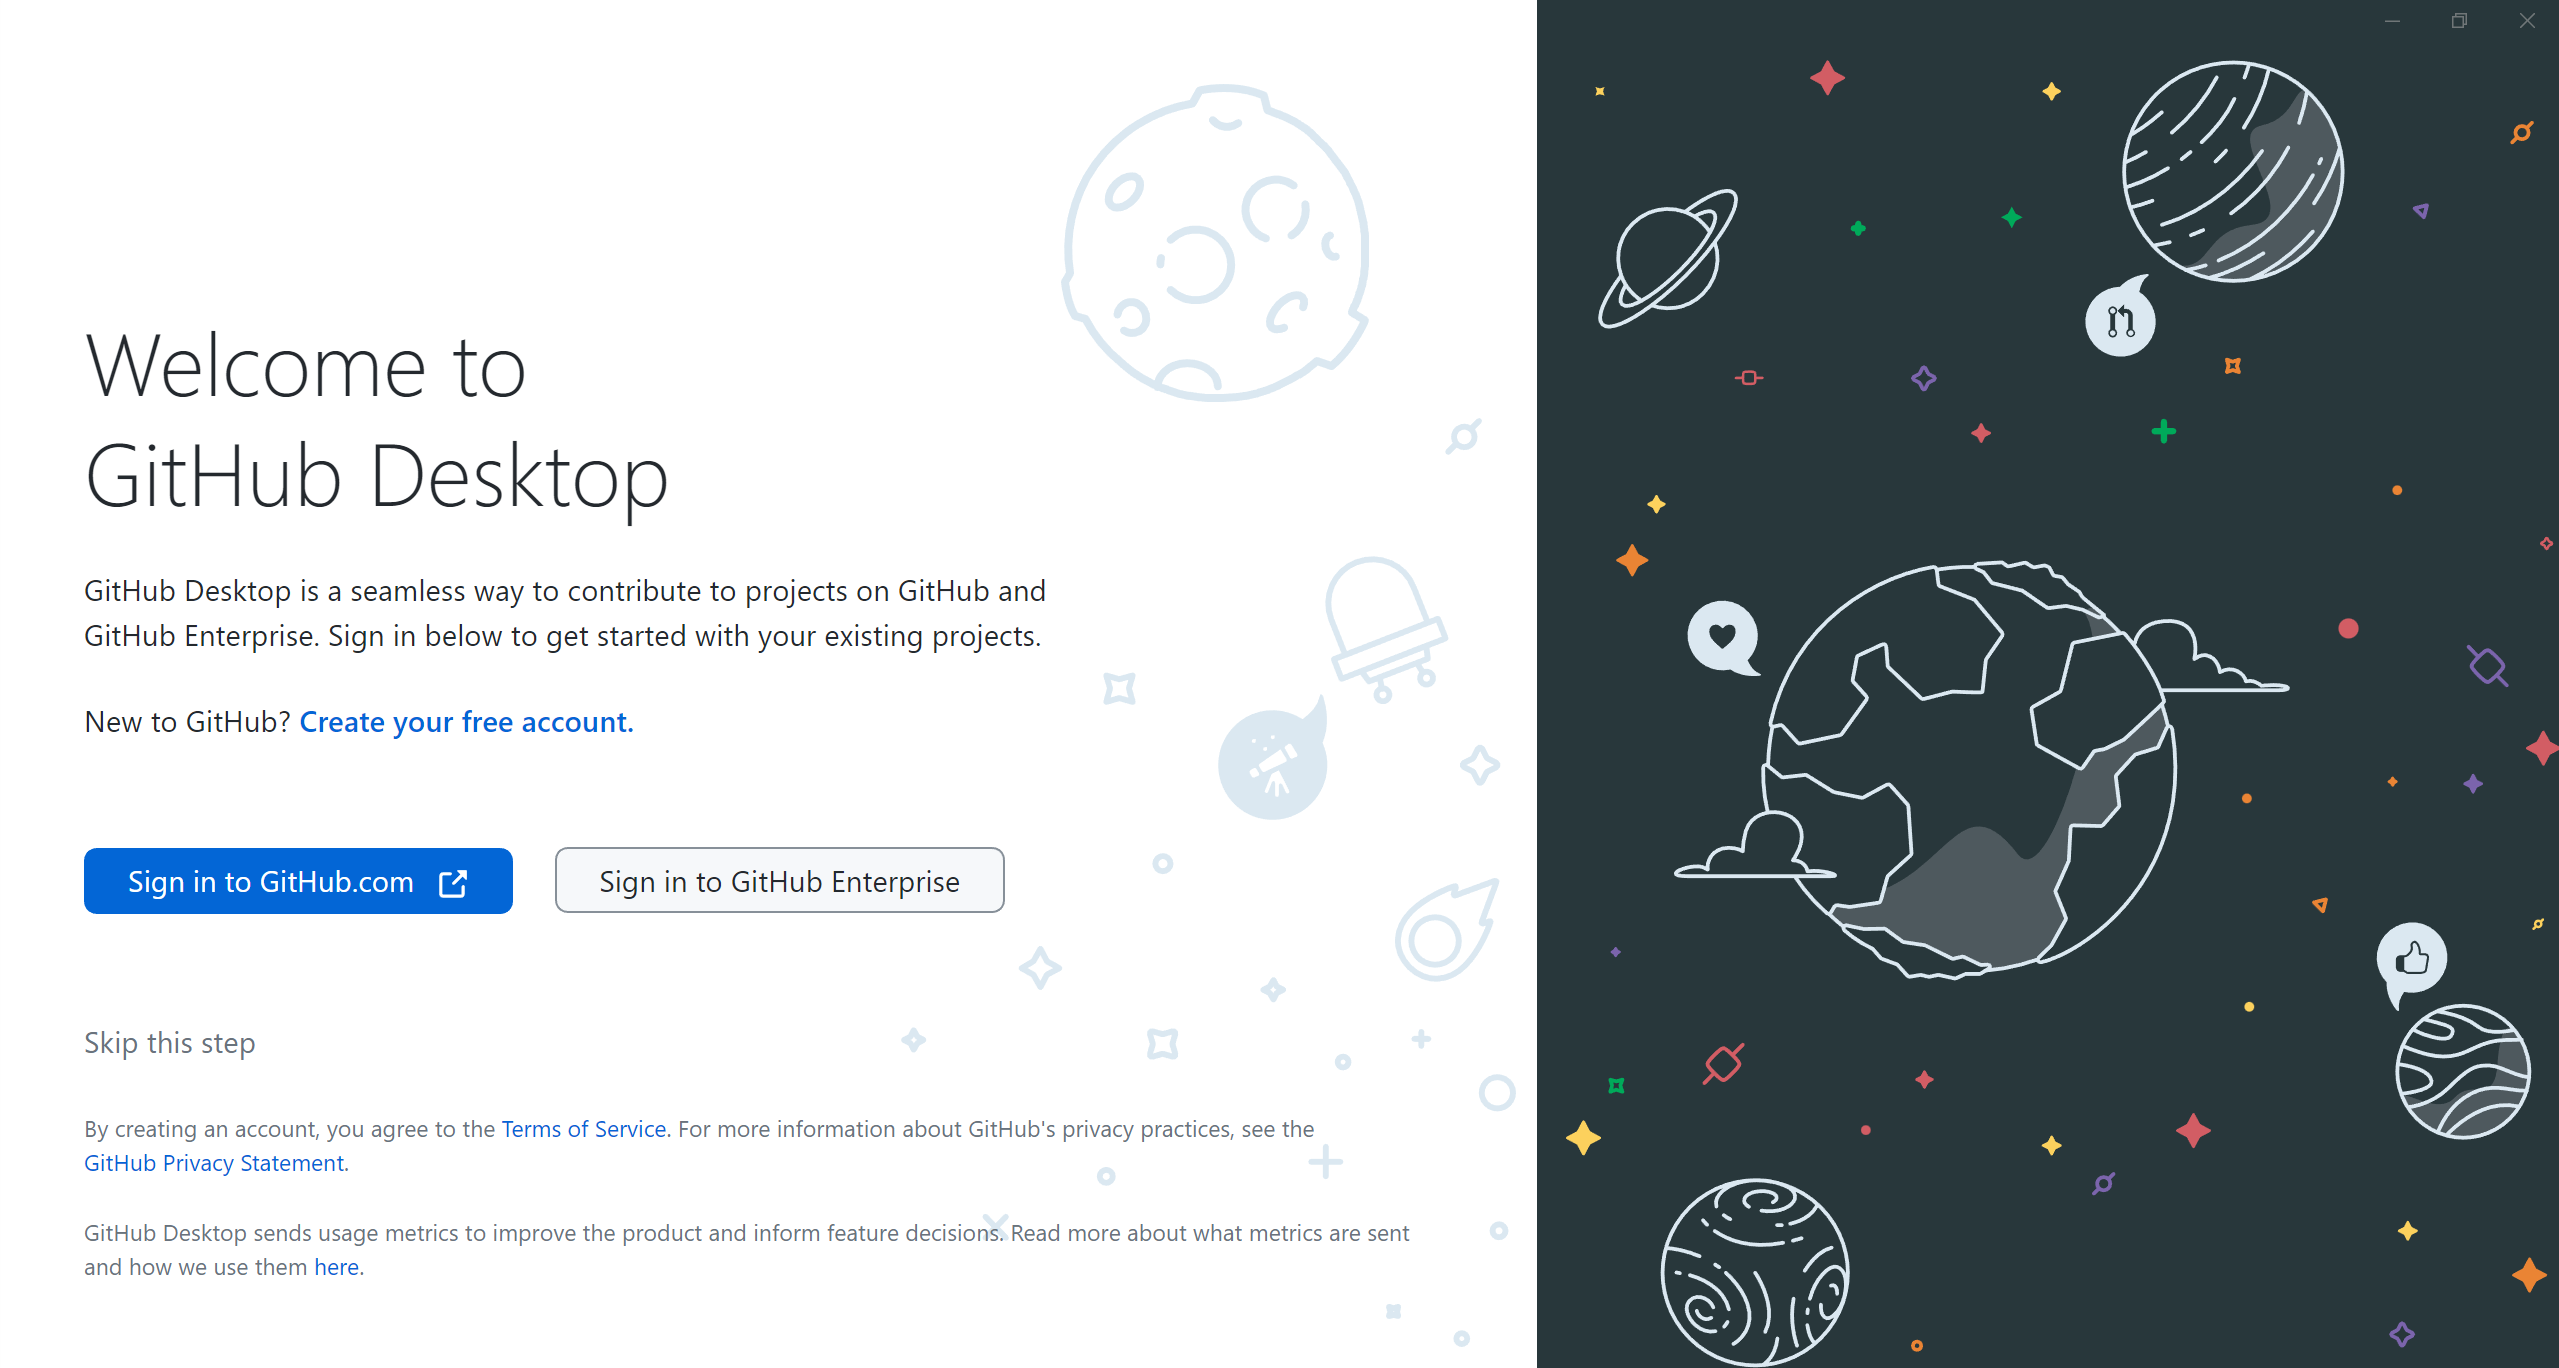 Welcome to
GitHub Desktop
GitHub Desktop is a seamless way to contribute to projects on GitHub and
GitHub Enterprise. Sign in below to get started with your existing projects.
New to GitHub? Create your free account.
Sign in to GitHub.com
Sign in to GitHub Enterprise
Skip this step
By creating an account, you agree to the Terms of Service. For more information about GitHub's privacy practices, see the
GitHub Privacy Statement.
GitHub Desktop sends usage metrics to improve the product and inform feature decisions. Read more about what metrics are sent
and how we use them here.